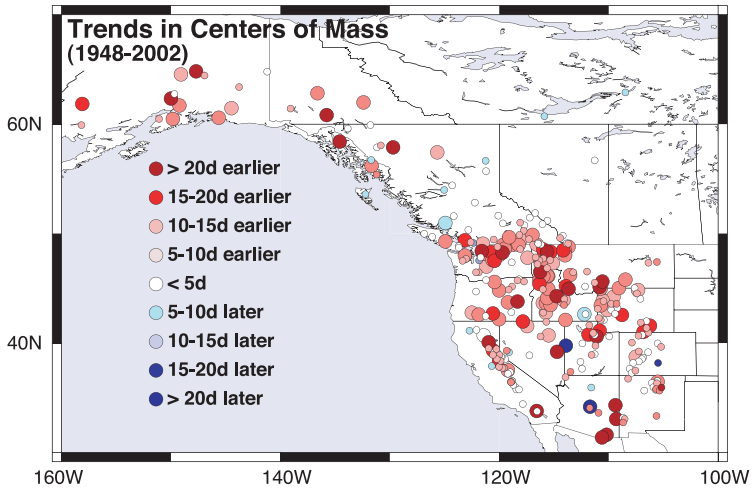 Trends in Centers of Mass
(1948-2002)
60N
> 20d earlier
15-20d earlier
10-15d earlier
5-10d earlier
< 5d
5-10d later
10-15d later
15-20d later
> 20d later
40N
160W 140W 120W 100W